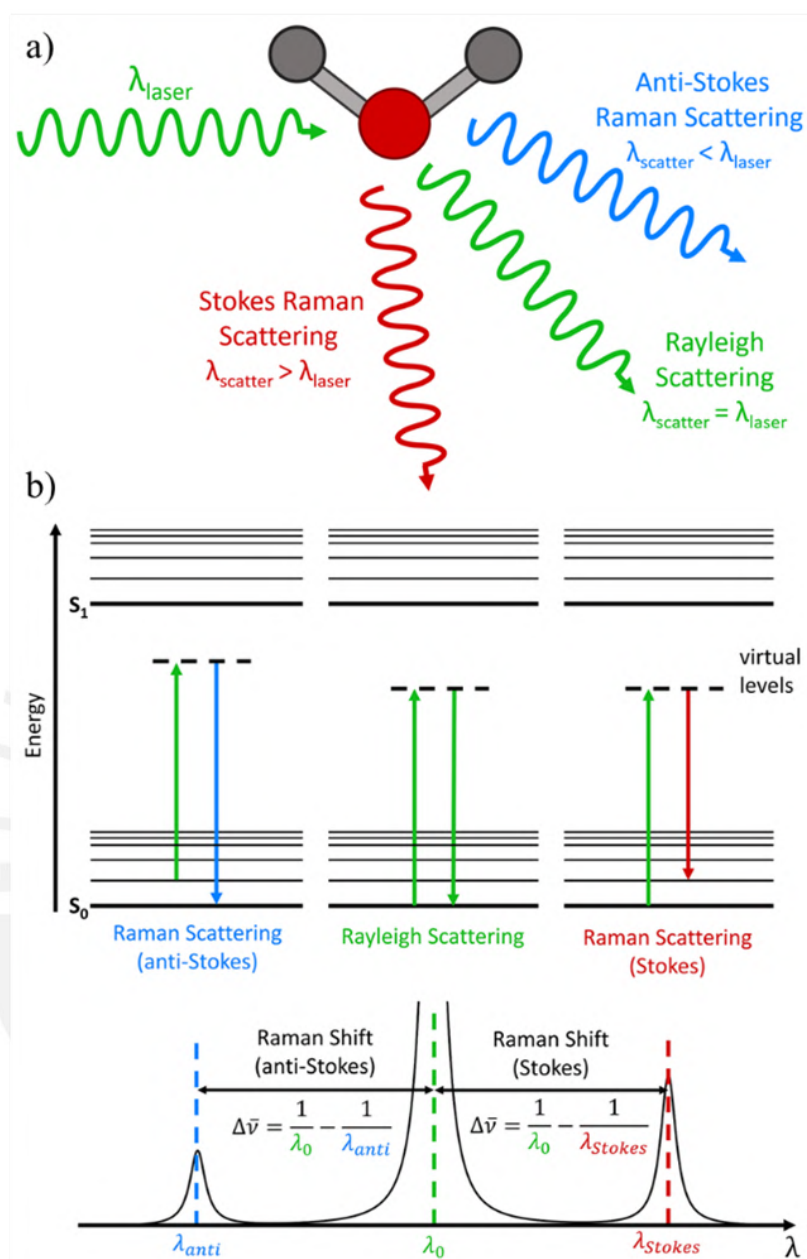 a)
λlaser
Anti-Stokes
Raman Scattering
λscatter < λlaser
Stokes Raman
Scattering
λscatter > λlaser
Rayleigh
Scattering
λscatter = λlaser
b)
Energy
S1
virtual
levels
S0
Raman Scattering
(anti-Stokes)
Rayleigh Scattering
Raman Scattering
(Stokes)
Raman Shift
(anti-Stokes)
Δν̄ = 1/λ0 − 1/λanti
Raman Shift
(Stokes)
Δν̄ = 1/λ0 − 1/λStokes
λanti
λ0
λStokes
λ